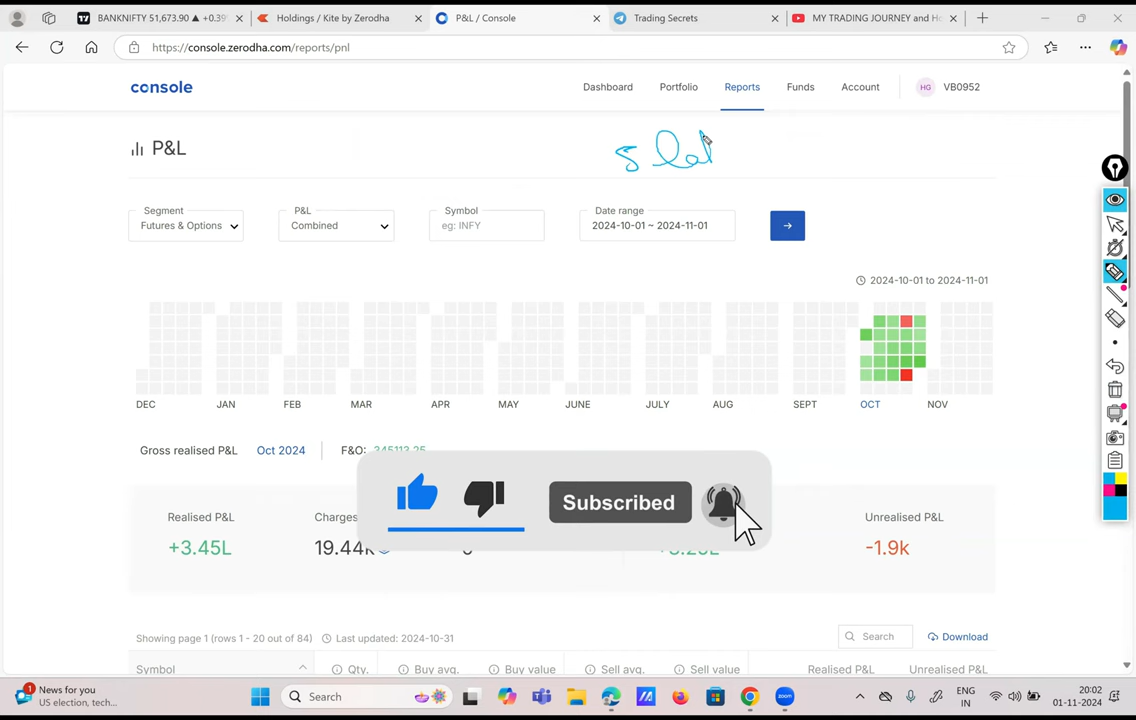 BANKNIFTY 51,673.90 ▲ +0.39
Holdings / Kite by Zerodha
P&L / Console
Trading Secrets
MY TRADING JOURNEY and H
https://console.zerodha.com/reports/pnl
console
Dashboard
Portfolio
Reports
Funds
Account
HG
VB0952
P&L
Segment
Futures & Options
P&L
Combined
Symbol
eg: INFY
Date range
2024-10-01 ~ 2024-11-01
2024-10-01 to 2024-11-01
DEC JAN FEB MAR APR MAY JUNE JULY AUG SEPT OCT NOV
Gross realised P&L Oct 2024 F&O: 345113.25
Subscribed
Realised P&L
Charges
Unrealised P&L
+3.45L
19.44k
-1.9k
Showing page 1 (rows 1 - 20 out of 84) Last updated: 2024-10-31
Search
Download
Symbol Qty. Buy avg. Buy value Sell avg. Sell value Realised P&L Unrealised P&L
1
News for you
US election, tech...
Search
ENG
IN
20:02
01-11-2024